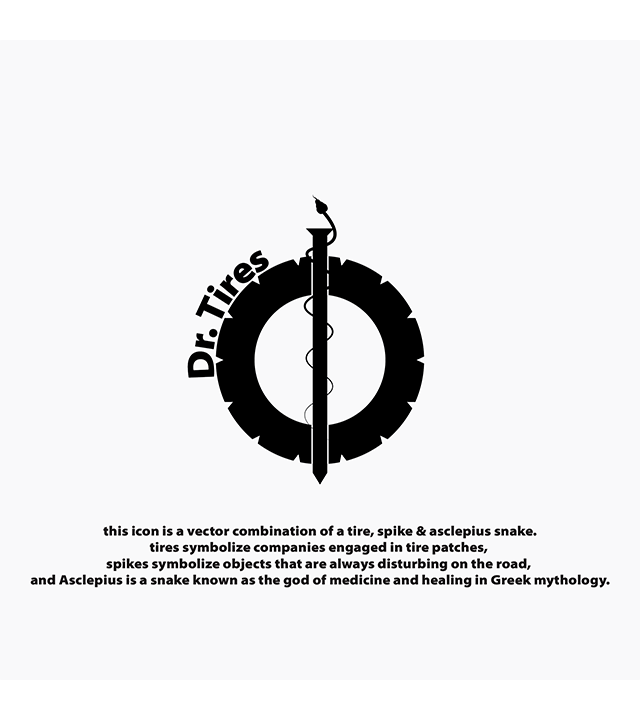 Dr. Tires
this icon is a vector combination of a tire, spike & asclepius snake.
tires symbolize companies engaged in tire patches,
spikes symbolize objects that are always disturbing on the road,
and Asclepius is a snake known as the god of medicine and healing in Greek mythology.